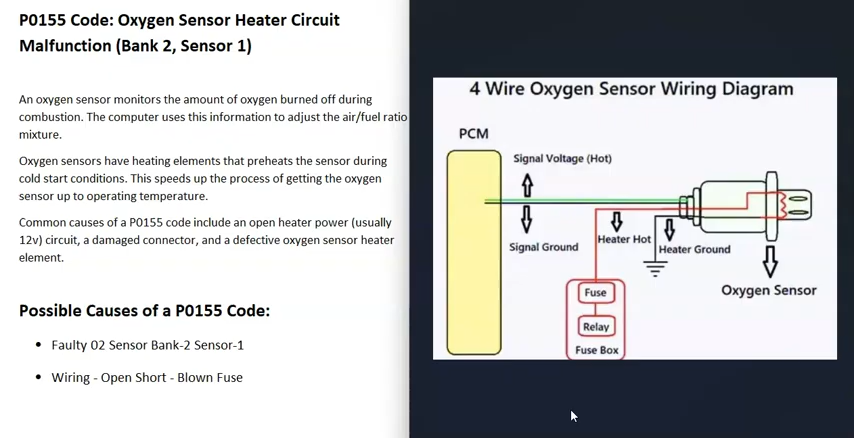 P0155 Code: Oxygen Sensor Heater Circuit
Malfunction (Bank 2, Sensor 1)
An oxygen sensor monitors the amount of oxygen burned off during
combustion. The computer uses this information to adjust the air/fuel ratio
mixture.
Oxygen sensors have heating elements that preheats the sensor during
cold start conditions. This speeds up the process of getting the oxygen
sensor up to operating temperature.
Common causes of a P0155 code include an open heater power (usually
12v) circuit, a damaged connector, and a defective oxygen sensor heater
element.
Possible Causes of a P0155 Code:
• Faulty 02 Sensor Bank-2 Sensor-1
• Wiring - Open Short - Blown Fuse
4 Wire Oxygen Sensor Wiring Diagram
PCM
Signal Voltage (Hot)
Signal Ground
Heater Hot
Heater Ground
Oxygen Sensor
Fuse
Relay
Fuse Box